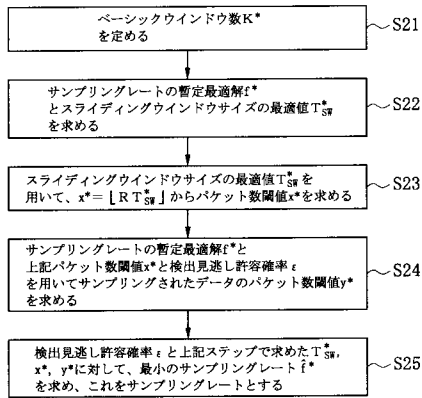 ベーシックウインドウ数K*
を定める
S21
サンプリングレートの暫定最適解f*
とスライディングウインドウサイズの最適値T*SW
を求める
S22
スライディングウインドウサイズの最適値T*SWを
用いて、x*=⌊RT*SW⌋からパケット数閾値x*を求める
S23
サンプリングレートの暫定最適解f*と
上記パケット数閾値x*と検出見逃し許容確率ε
を用いてサンプリングされたデータのパケット数閾値y*
を求める
S24
検出見逃し許容確率εと上記ステップで求めたT*SW,
x*, y*に対して、最小のサンプリングレートf̂*
を求め、これをサンプリングレートとする
S25